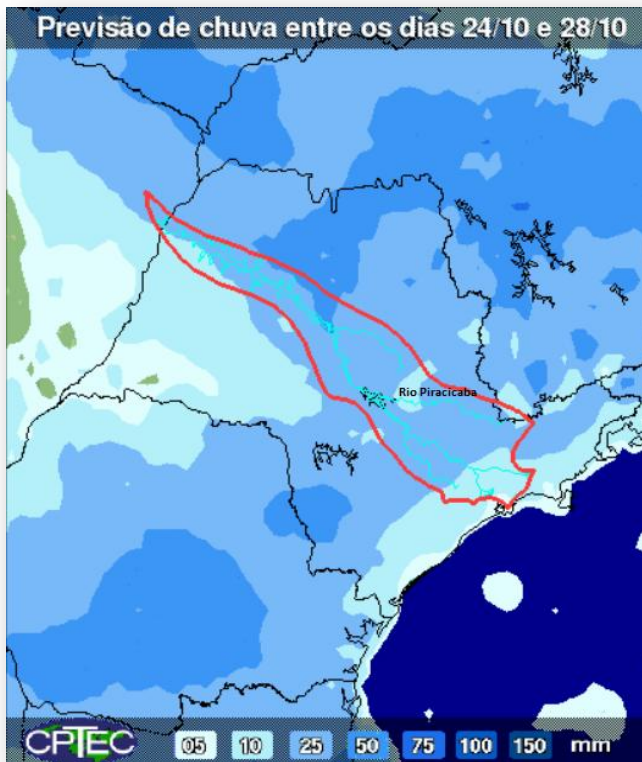 Previsão de chuva entre os dias 24/10 e 28/10
Rio Piracicaba
CPTEC 05 10 25 50 75 100 150 mm